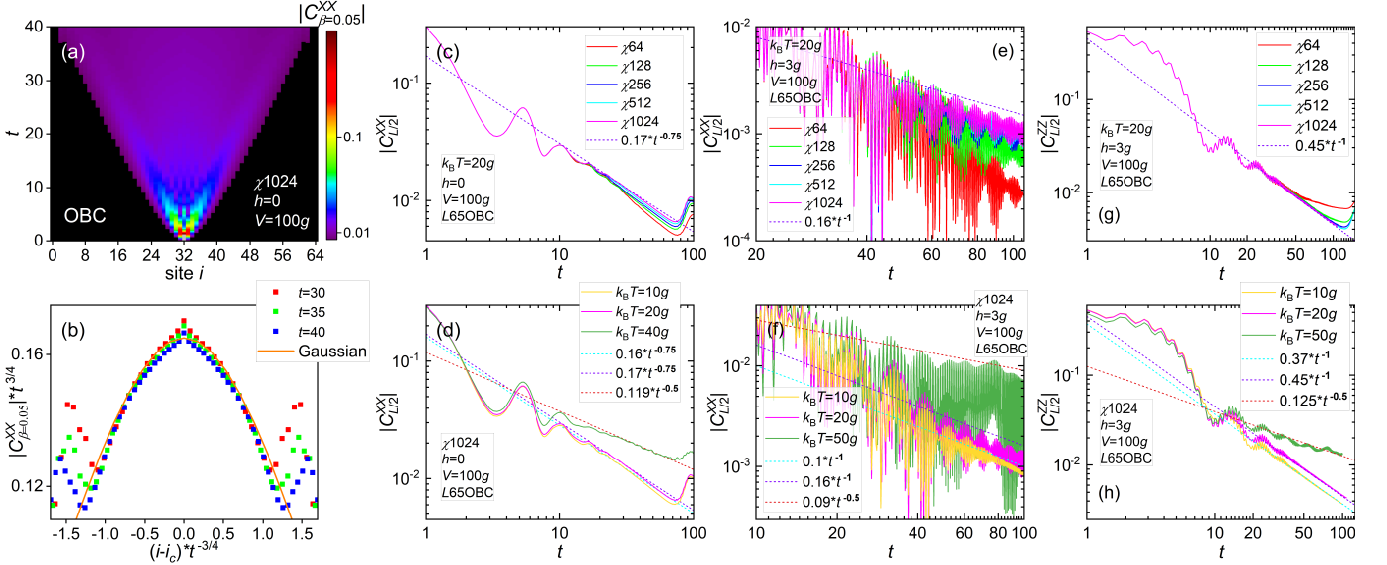 (a)
|C^XX_β=0.05|
40
30
20
10
0
t
OBC
χ1024
h=0
V=100g
0.1
0.01
0 8 16 24 32 40 48 56 64
site i
(b)
t=30
t=35
t=40
Gaussian
0.16
0.12
|C^XX_β=0.05|*t^3/4
-1.5 -1.0 -0.5 0.0 0.5 1.0 1.5
(i-i_c)*t^-3/4
(c)
χ64
χ128
χ256
χ512
χ1024
0.17*t^-0.75
k_BT=20g
h=0
V=100g
L65OBC
10^-1
10^-2
|C^XX_L/2|
1 10 100
t
(d)
k_BT=10g
k_BT=20g
k_BT=40g
0.16*t^-0.75
0.17*t^-0.75
0.119*t^-0.5
χ1024
h=0
V=100g
L65OBC
10^-1
10^-2
|C^XX_L/2|
1 10 100
t
(e)
k_BT=20g
h=3g
V=100g
L65OBC
χ64
χ128
χ256
χ512
χ1024
0.16*t^-1
10^-2
10^-3
10^-4
|C^XX_L/2|
20 40 60 80 100
t
(f)
χ1024
h=3g
V=100g
L65OBC
k_BT=10g
k_BT=20g
k_BT=50g
0.1*t^-1
0.16*t^-1
0.09*t^-0.5
10^-2
10^-3
|C^XX_L/2|
10 20 40 60 80 100
t
(g)
χ64
χ128
χ256
χ512
χ1024
0.45*t^-1
k_BT=20g
h=3g
V=100g
L65OBC
10^-1
10^-2
|C^ZZ_L/2|
1 10 20 50 100
t
(h)
k_BT=10g
k_BT=20g
k_BT=50g
0.37*t^-1
0.45*t^-1
0.125*t^-0.5
χ1024
h=3g
V=100g
L65OBC
10^-1
10^-2
|C^ZZ_L/2|
1 10 20 50 100
t